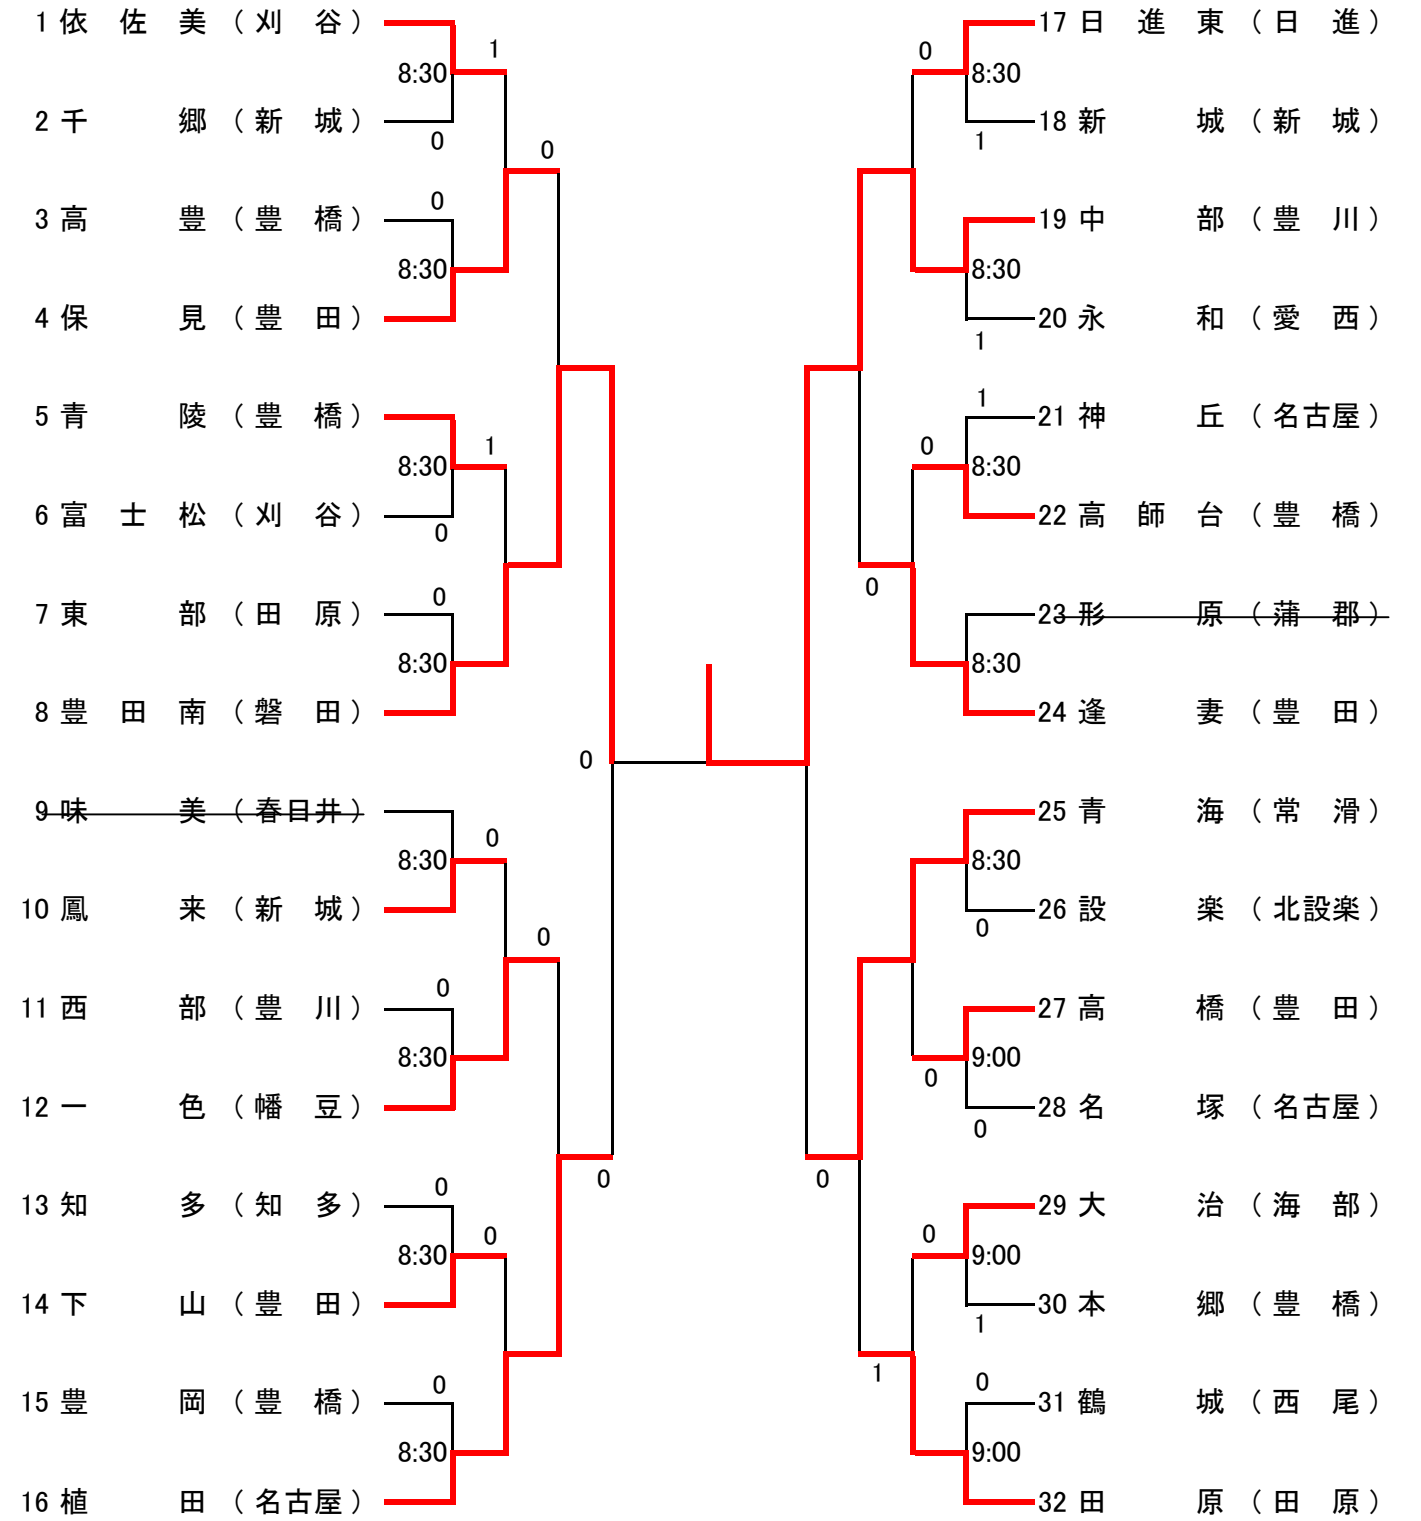 1 依佐美（刈谷）
1
8:30
2 千郷（新城）
0
0
3 高豊（豊橋）
0
8:30
4 保見（豊田）
5 青陵（豊橋）
1
8:30
6 富士松（刈谷）
0
7 東部（田原）
0
8:30
8 豊田南（磐田）
0
9 味美（春日井）
0
8:30
10 鳳来（新城）
0
11 西部（豊川）
0
8:30
12 一色（幡豆）
0
13 知多（知多）
0
0
8:30
14 下山（豊田）
15 豊岡（豊橋）
0
8:30
16 植田（名古屋）
17 日進東（日進）
0
8:30
18 新城（新城）
1
19 中部（豊川）
8:30
20 永和（愛西）
1
1
21 神丘（名古屋）
0
8:30
22 高師台（豊橋）
0
23 形原（蒲郡）
8:30
24 逢妻（豊田）
25 青海（常滑）
8:30
26 設楽（北設楽）
0
27 高橋（豊田）
9:00
0
28 名塚（名古屋）
0
0
29 大治（海部）
0
9:00
30 本郷（豊橋）
1
1
0
31 鶴城（西尾）
9:00
32 田原（田原）